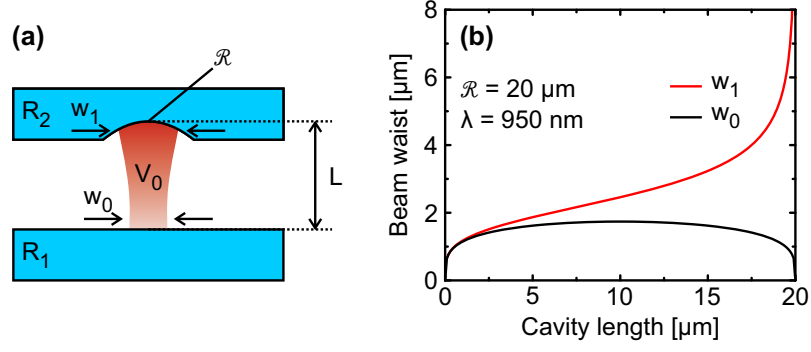 (a)
ℛ
R₂
w₁
V₀
L
w₀
R₁
(b)
ℛ = 20 µm
λ = 950 nm
w₁
w₀
Beam waist [µm]
8
6
4
2
0
0 5 10 15 20
Cavity length [µm]